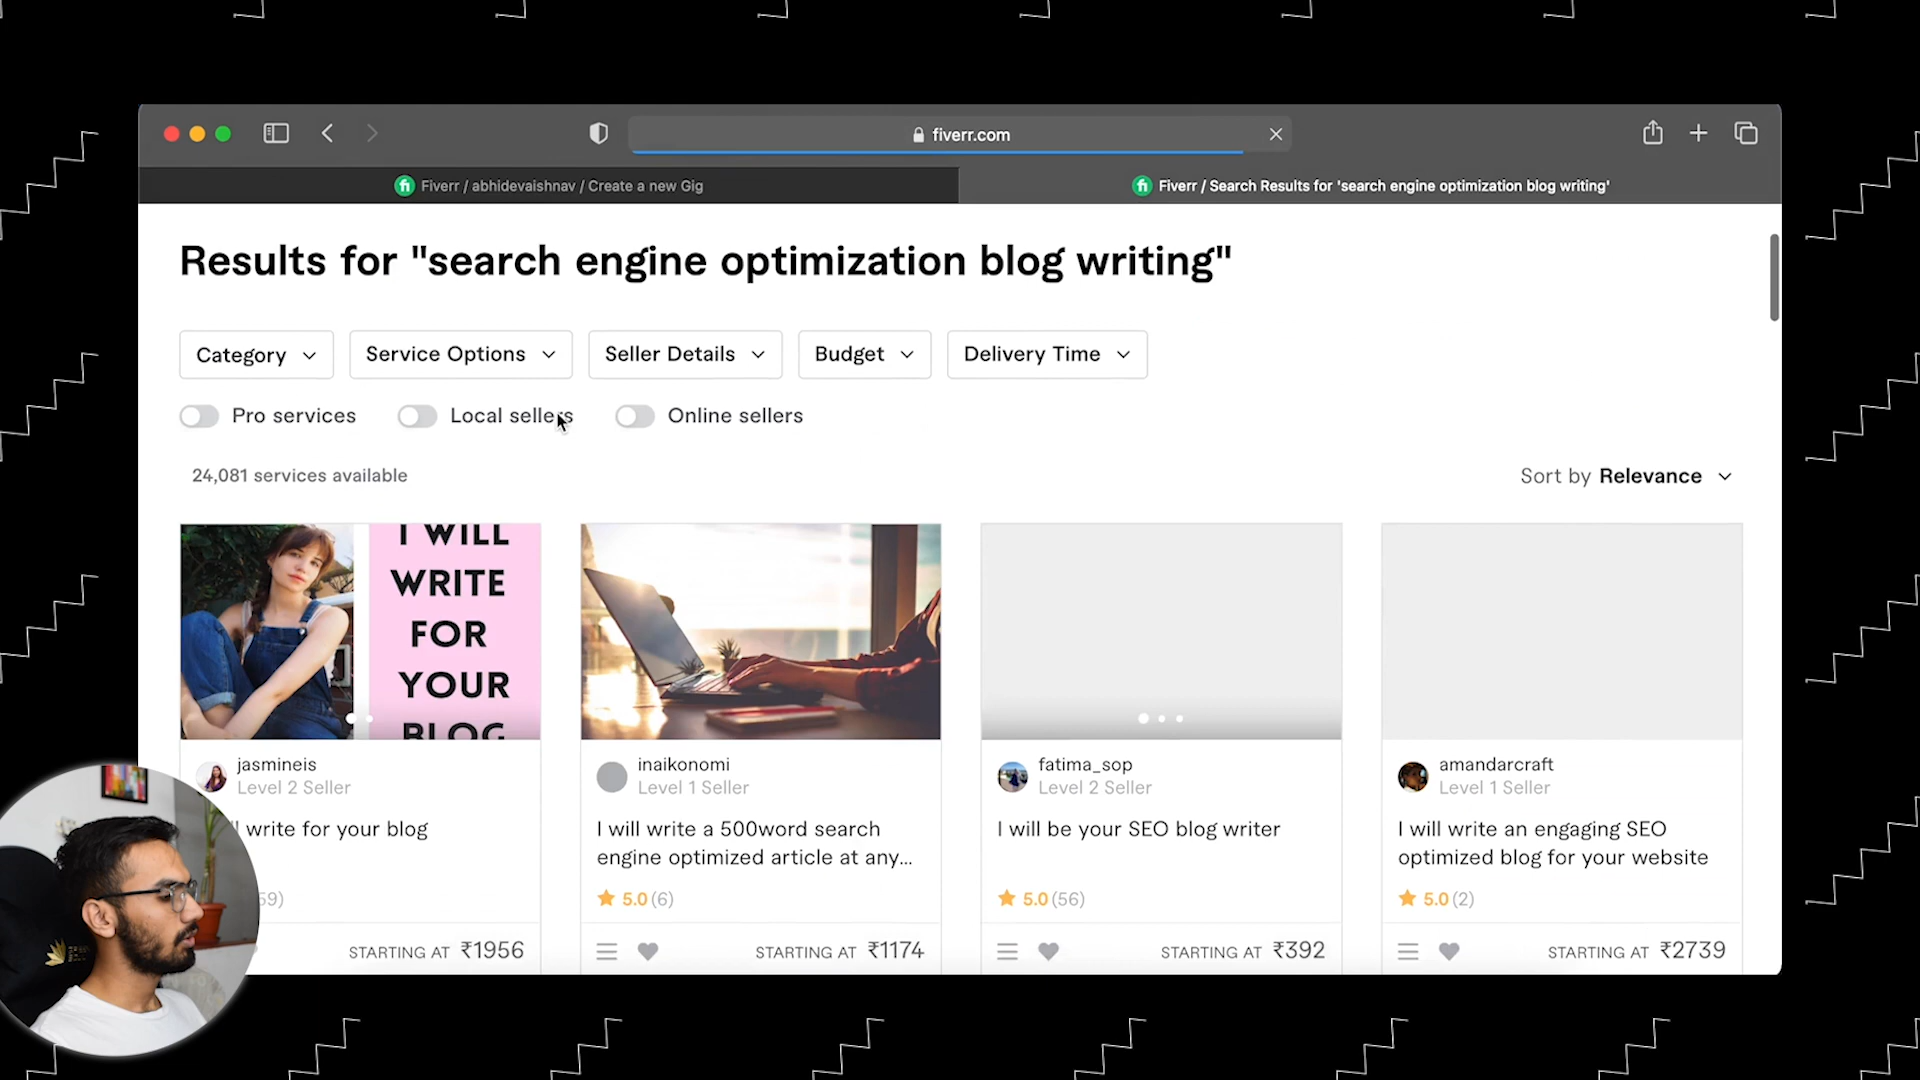 fiverr.com
Fiverr / abhidevaishnav / Create a new Gig
Fiverr / Search Results for 'search engine optimization blog writing'
Results for "search engine optimization blog writing"
Category
Service Options
Seller Details
Budget
Delivery Time
Pro services
Local sellers
Online sellers
24,081 services available
Sort by Relevance
I WILL
WRITE
FOR
YOUR
BLOG
jasmineis
Level 2 Seller
write for your blog
59)
STARTING AT ₹1956
inaikonomi
Level 1 Seller
I will write a 500word search
engine optimized article at any...
5.0 (6)
STARTING AT ₹1174
fatima_sop
Level 2 Seller
I will be your SEO blog writer
5.0 (56)
STARTING AT ₹392
amandarcraft
Level 1 Seller
I will write an engaging SEO
optimized blog for your website
5.0 (2)
STARTING AT ₹2739